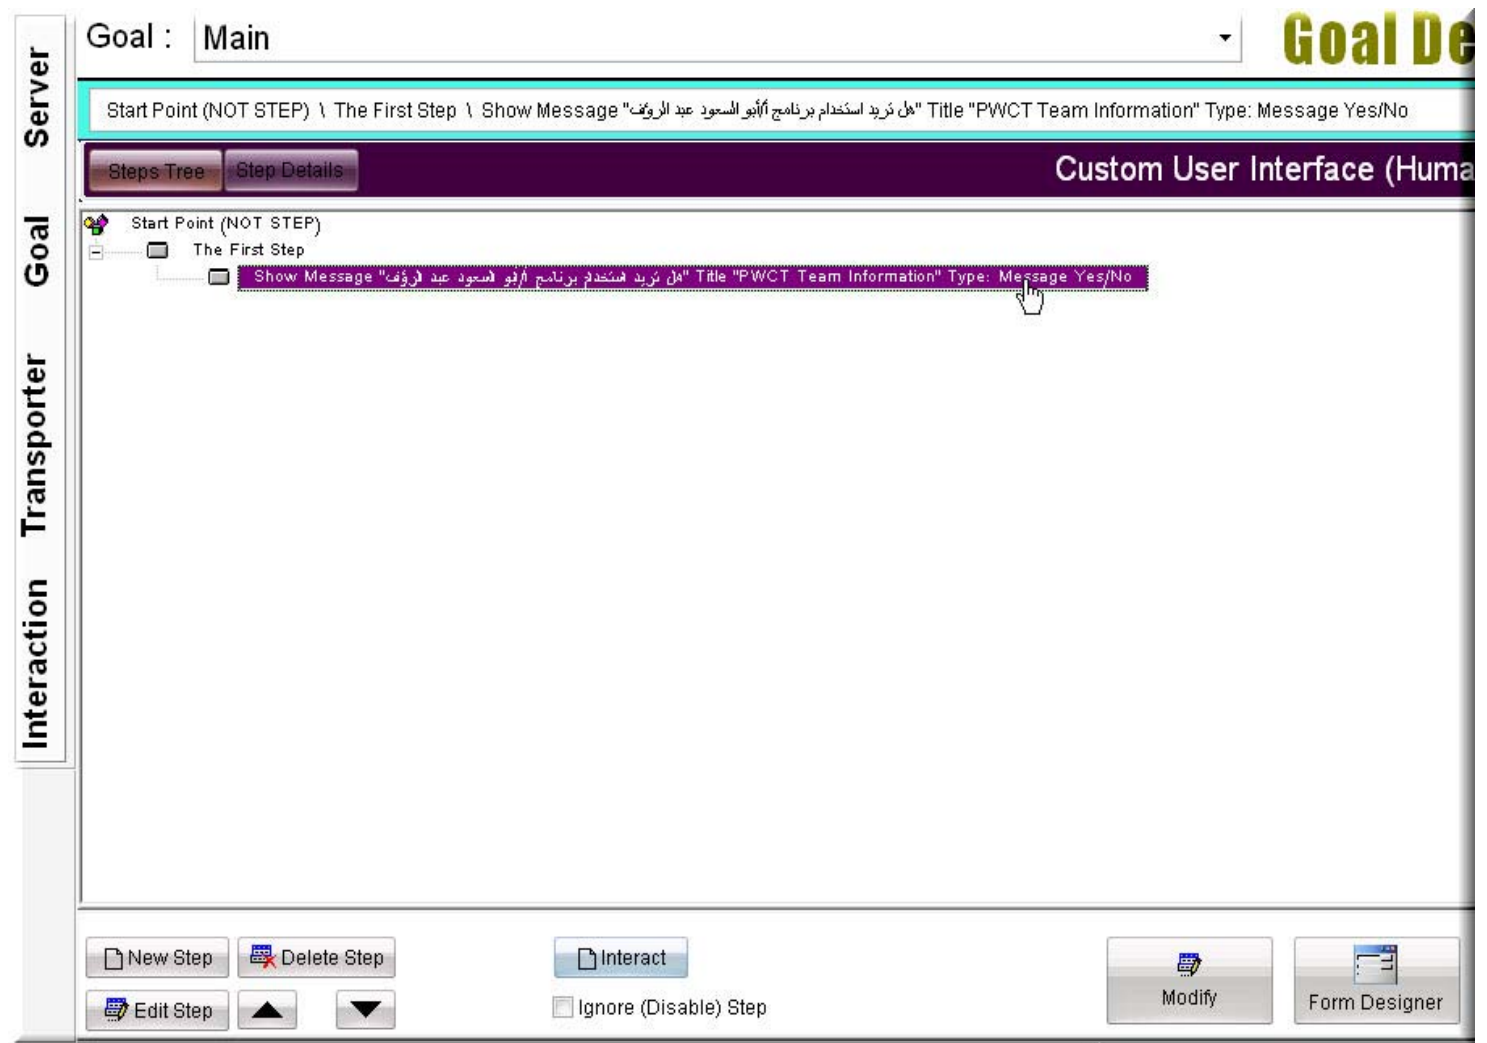 Goal : Main
Goal De
Start Point (NOT STEP) \ The First Step \ Show Message "هل تريد استخدام برنامج أ/أبو السعود عبد الرؤف" Title "PWCT Team Information" Type: Message Yes/No
Steps Tree Step Details
Custom User Interface (Huma
Start Point (NOT STEP)
The First Step
Show Message "هل تريد استخدام برنامج أ/أبو السعود عبد الرؤف" Title "PWCT Team Information" Type: Message Yes/No
Server
Goal
Transporter
Interaction
New Step Delete Step
Interact
Edit Step
Ignore (Disable) Step
Modify
Form Designer